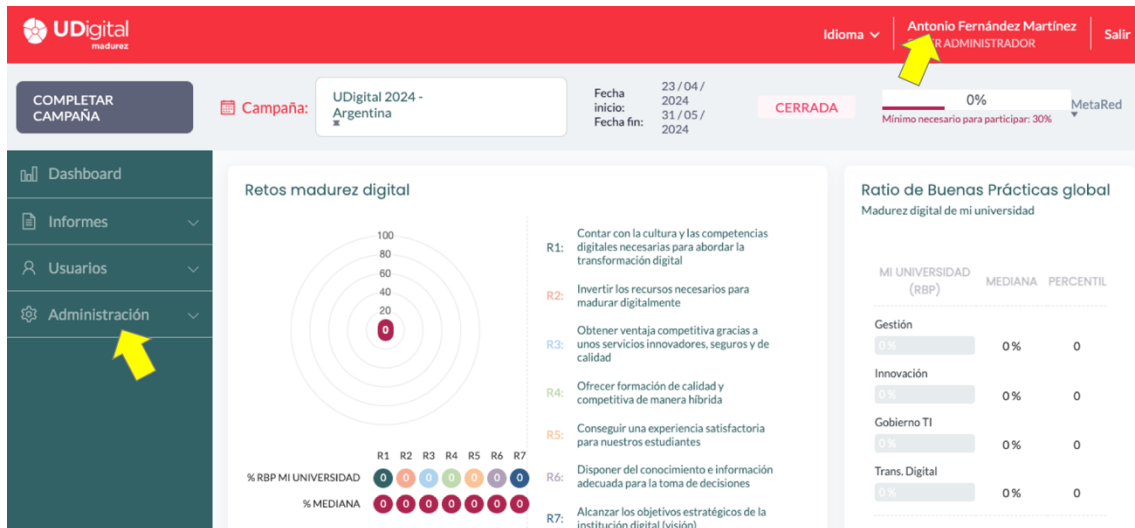 UDigital
madurez
Idioma
Antonio Fernández Martínez
ADMINISTRADOR
Salir
COMPLETAR
CAMPAÑA
Campaña:
UDigital 2024 -
Argentina
Fecha
inicio:
Fecha fin:
23/04/
2024
31/05/
2024
CERRADA
0%
Mínimo necesario para participar: 30%
MetaRed
Dashboard
Informes
Usuarios
Administración
Retos madurez digital
100
80
60
40
20
0
R1: Contar con la cultura y las competencias
digitales necesarias para abordar la
transformación digital
R2: Invertir los recursos necesarios para
madurar digitalmente
R3: Obtener ventaja competitiva gracias a
unos servicios innovadores, seguros y de
calidad
R4: Ofrecer formación de calidad y
competitiva de manera híbrida
R5: Conseguir una experiencia satisfactoria
para nuestros estudiantes
R6: Disponer del conocimiento e información
adecuada para la toma de decisiones
R7: Alcanzar los objetivos estratégicos de la
institución digital (visión)
R1 R2 R3 R4 R5 R6 R7
% RBP MI UNIVERSIDAD 0 0 0 0 0 0 0
% MEDIANA 0 0 0 0 0 0 0
Ratio de Buenas Prácticas global
Madurez digital de mi universidad
MI UNIVERSIDAD
(RBP)
MEDIANA PERCENTIL
Gestión
0% 0% 0
Innovación
0% 0% 0
Gobierno TI
0% 0% 0
Trans. Digital
0% 0% 0